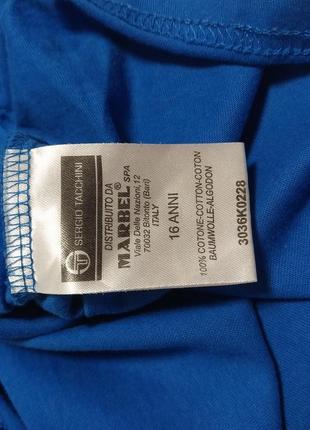 SERGIO TACCHINI
DISTRIBUITO DA
MARBEL® SPA
Viale Delle Nazioni,12
70032 Bitonto (Bari)
ITALY
16 ANNI
100% COTONE-COTTON-COTON
BAUMWOLLE-ALGODON
3036K0228